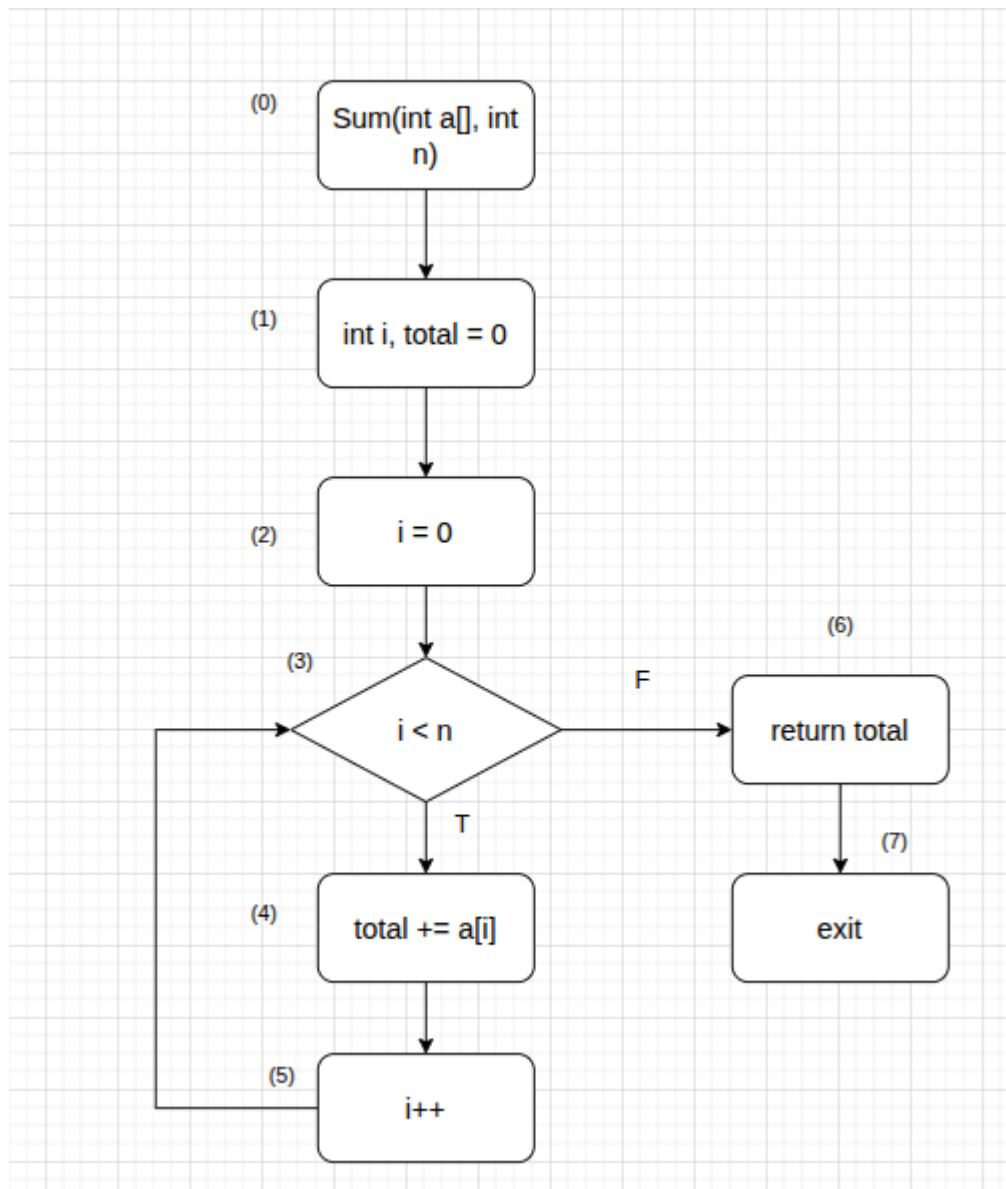 (0)
Sum(int a[], int
n)
(1)
int i, total = 0
(2)
i = 0
(3)
i < n
F
(6)
return total
T
(7)
exit
(4)
total += a[i]
(5)
i++